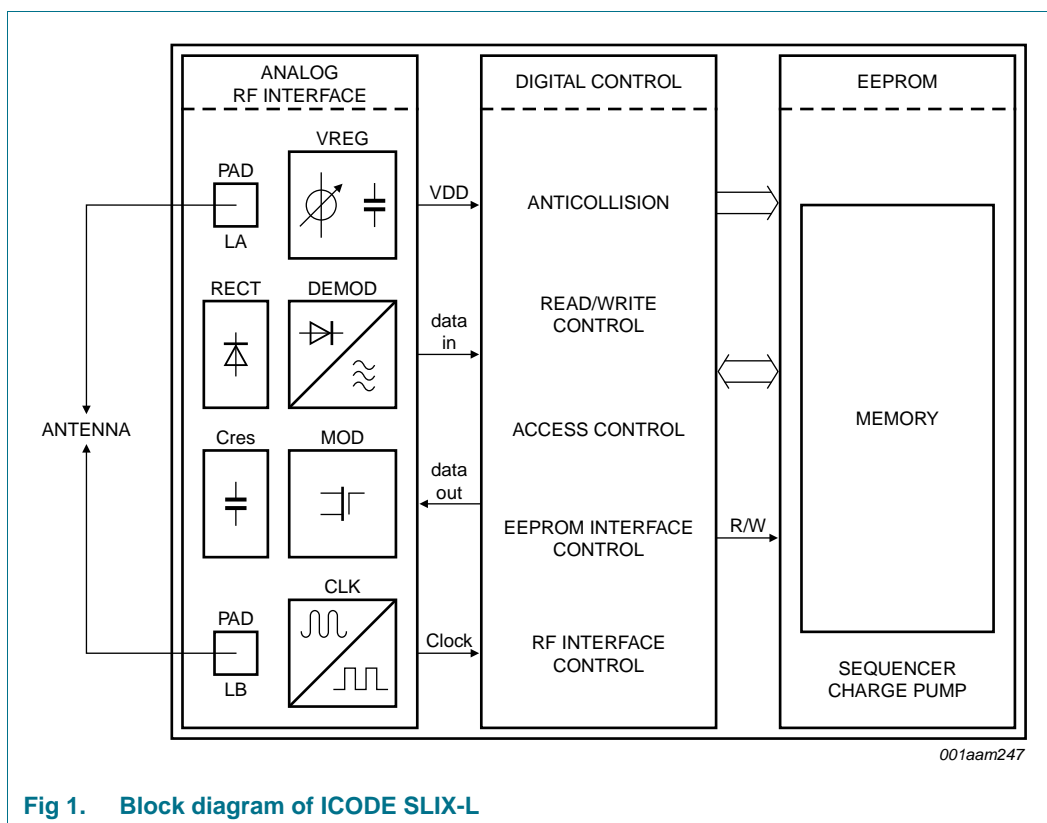 ANALOG
RF INTERFACE
VREG
PAD
LA
RECT
DEMOD
ANTENNA
Cres
MOD
CLK
PAD
LB
VDD
data
in
data
out
Clock
DIGITAL CONTROL
ANTICOLLISION
READ/WRITE
CONTROL
ACCESS CONTROL
EEPROM INTERFACE
CONTROL
RF INTERFACE
CONTROL
R/W
EEPROM
MEMORY
SEQUENCER
CHARGE PUMP
001aam247
Fig 1. Block diagram of ICODE SLIX-L